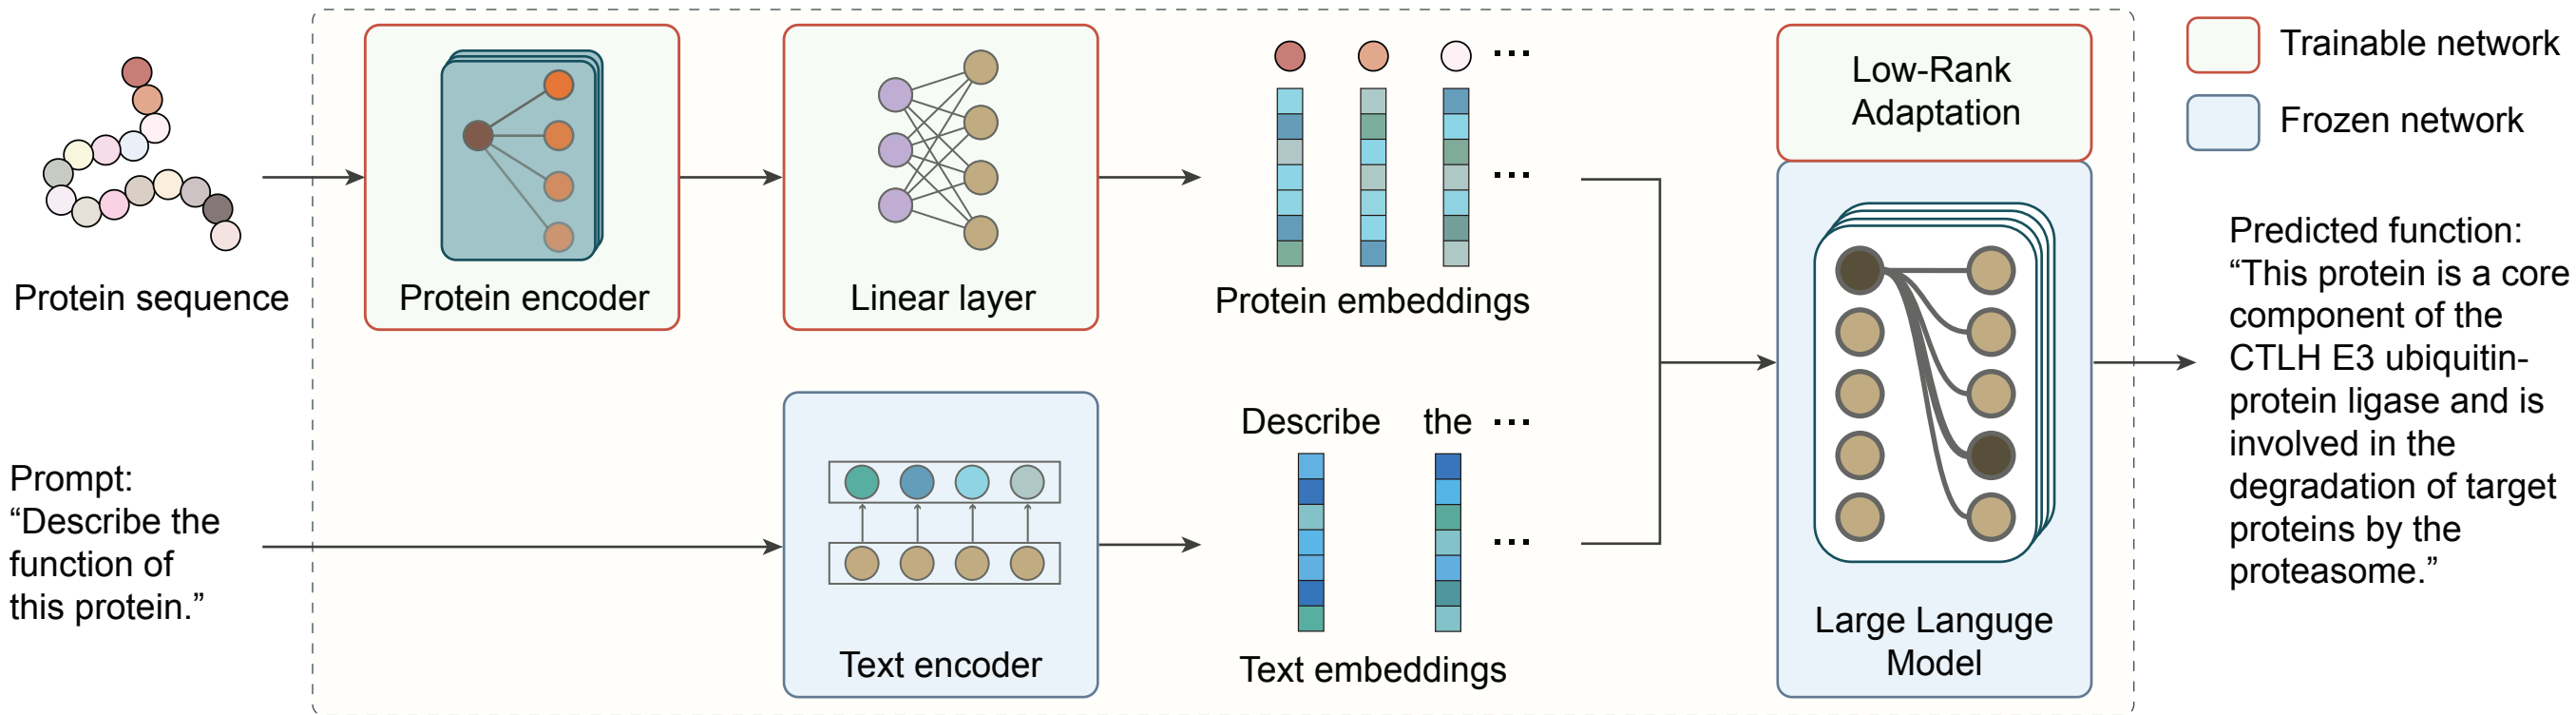 Protein sequence
Prompt:
“Describe the
function of
this protein.”
Protein encoder
Linear layer
Text encoder
...
...
Protein embeddings
Describe the ...
...
Text embeddings
Low-Rank
Adaptation
Large Languge
Model
Trainable network
Frozen network
Predicted function:
“This protein is a core
component of the
CTLH E3 ubiquitin-
protein ligase and is
involved in the
degradation of target
proteins by the
proteasome.”